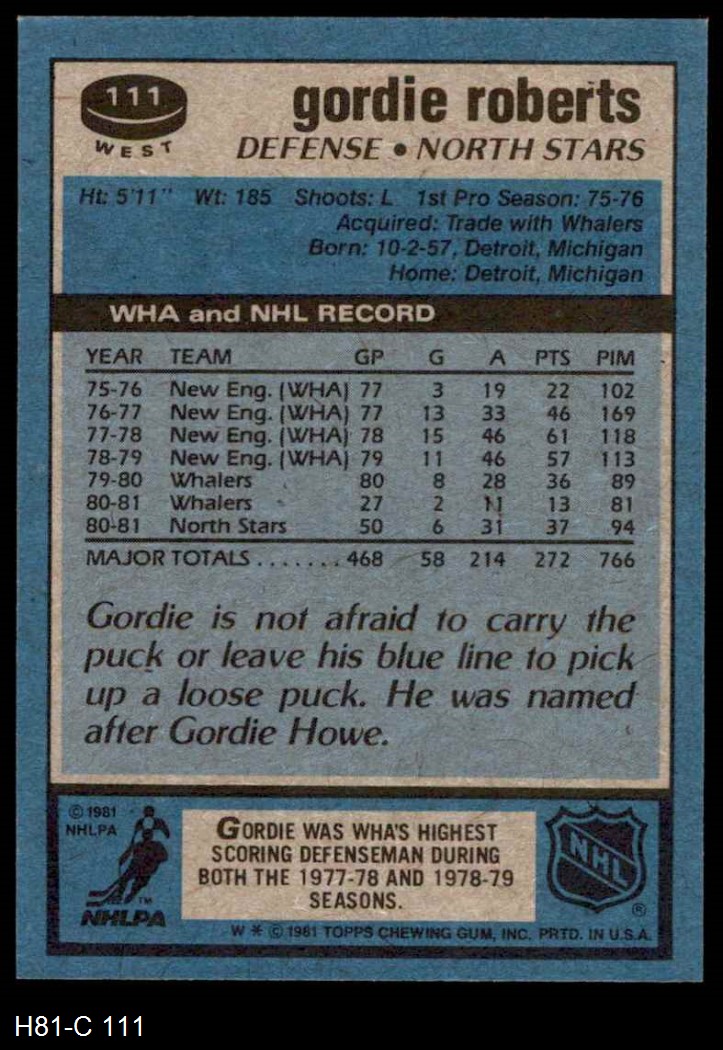 111
WEST
gordie roberts
DEFENSE • NORTH STARS
Ht: 5'11" Wt: 185 Shoots: L 1st Pro Season: 75-76
Acquired: Trade with Whalers
Born: 10-2-57, Detroit, Michigan
Home: Detroit, Michigan
WHA and NHL RECORD
YEAR TEAM GP G A PTS PIM
75-76 New Eng. (WHA) 77 3 19 22 102
76-77 New Eng. (WHA) 77 13 33 46 169
77-78 New Eng. (WHA) 78 15 46 61 118
78-79 New Eng. (WHA) 79 11 46 57 113
79-80 Whalers 80 8 28 36 89
80-81 Whalers 27 2 11 13 81
80-81 North Stars 50 6 31 37 94
MAJOR TOTALS ....... 468 58 214 272 766
Gordie is not afraid to carry the
puck or leave his blue line to pick
up a loose puck. He was named
after Gordie Howe.
© 1981
NHLPA
TM
NHLPA
GORDIE WAS WHA'S HIGHEST
SCORING DEFENSEMAN DURING
BOTH THE 1977-78 AND 1978-79
SEASONS.
NHL
®
W * © 1981 TOPPS CHEWING GUM, INC. PRTD. IN U.S.A.
H81-C 111